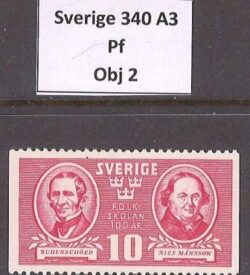 Sverige 340 A3
Pf
Obj 2
SVERIGE
FOLK-
SKOLAN
100 ÅR
RUDENSCHÖLD
NILS MÅNSSON
10